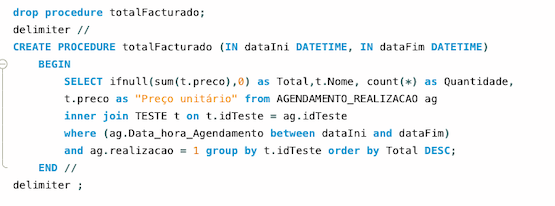 drop procedure totalFacturado;
delimiter //
CREATE PROCEDURE totalFacturado (IN dataIni DATETIME, IN dataFim DATETIME)
BEGIN
SELECT ifnull(sum(t.preco),0) as Total,t.Nome, count(*) as Quantidade,
t.preco as "Preço unitário" from AGENDAMENTO_REALIZACAO ag
inner join TESTE t on t.idTeste = ag.idTeste
where (ag.Data_hora_Agendamento between dataIni and dataFim)
and ag.realizacao = 1 group by t.idTeste order by Total DESC;
END //
delimiter ;